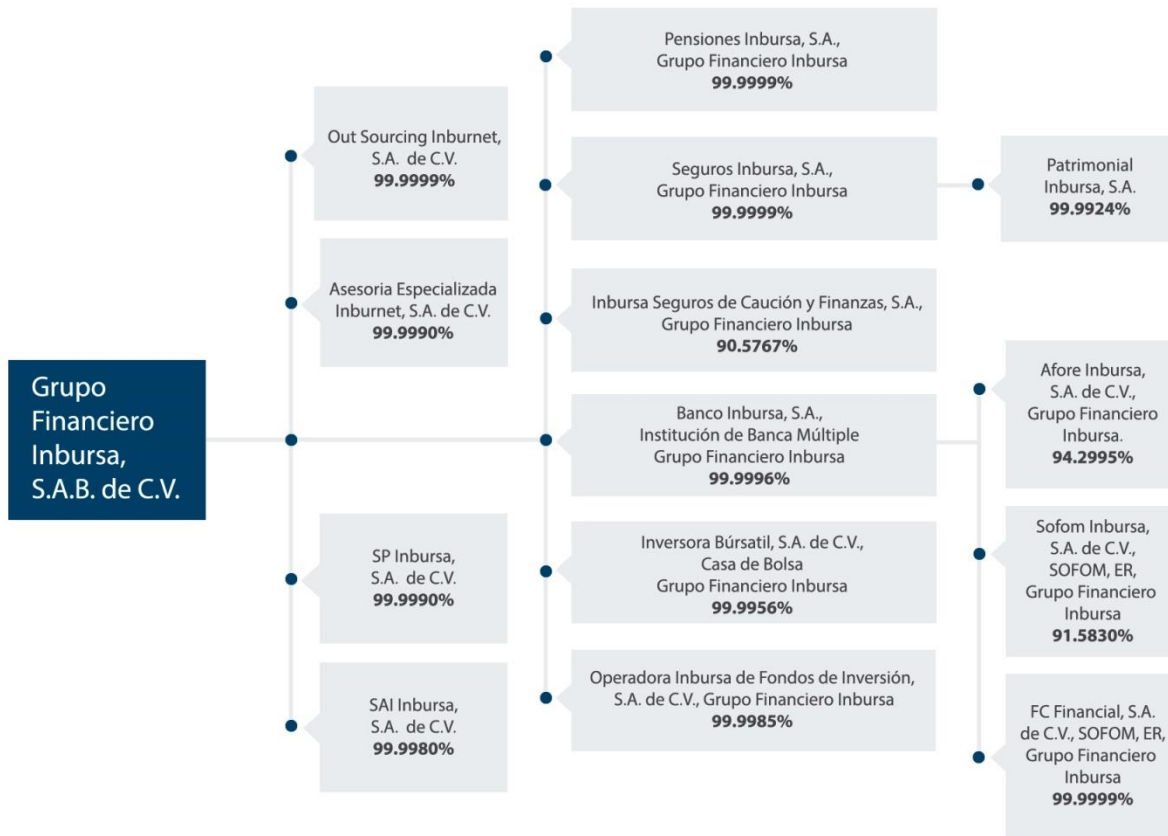 Grupo
Financiero
Inbursa,
S.A.B. de C.V.
Out Sourcing Inburnet,
S.A. de C.V.
99.9999%
Asesoria Especializada
Inburnet, S.A. de C.V.
99.9990%
SP Inbursa,
S.A. de C.V.
99.9990%
SAI Inbursa,
S.A. de C.V.
99.9980%
Pensiones Inbursa, S.A.,
Grupo Financiero Inbursa
99.9999%
Seguros Inbursa, S.A.,
Grupo Financiero Inbursa
99.9999%
Inbursa Seguros de Caución y Finanzas, S.A.,
Grupo Financiero Inbursa
90.5767%
Banco Inbursa, S.A.,
Institución de Banca Múltiple
Grupo Financiero Inbursa
99.9996%
Inversora Búrsatil, S.A. de C.V.,
Casa de Bolsa
Grupo Financiero Inbursa
99.9956%
Operadora Inbursa de Fondos de Inversión,
S.A. de C.V., Grupo Financiero Inbursa
99.9985%
Patrimonial
Inbursa, S.A.
99.9924%
Afore Inbursa,
S.A. de C.V.,
Grupo Financiero
Inbursa.
94.2995%
Sofom Inbursa,
S.A. de C.V.,
SOFOM, ER,
Grupo Financiero
Inbursa
91.5830%
FC Financial, S.A.
de C.V., SOFOM, ER,
Grupo Financiero
Inbursa
99.9999%